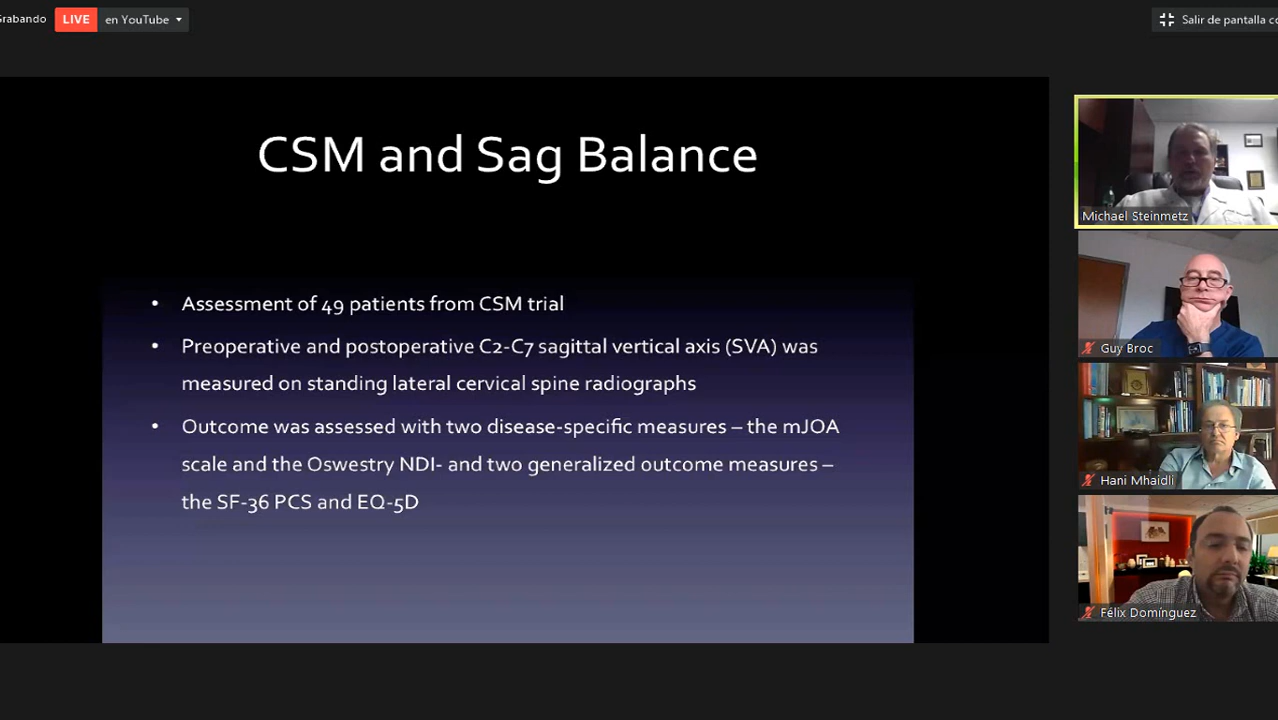 Grabando
LIVE
en YouTube
Salir de pantalla co
CSM and Sag Balance
• Assessment of 49 patients from CSM trial
• Preoperative and postoperative C2-C7 sagittal vertical axis (SVA) was
measured on standing lateral cervical spine radiographs
• Outcome was assessed with two disease-specific measures – the mJOA
scale and the Oswestry NDI- and two generalized outcome measures –
the SF-36 PCS and EQ-5D
Michael Steinmetz
Guy Broc
Hani Mhaidli
Félix Domínguez